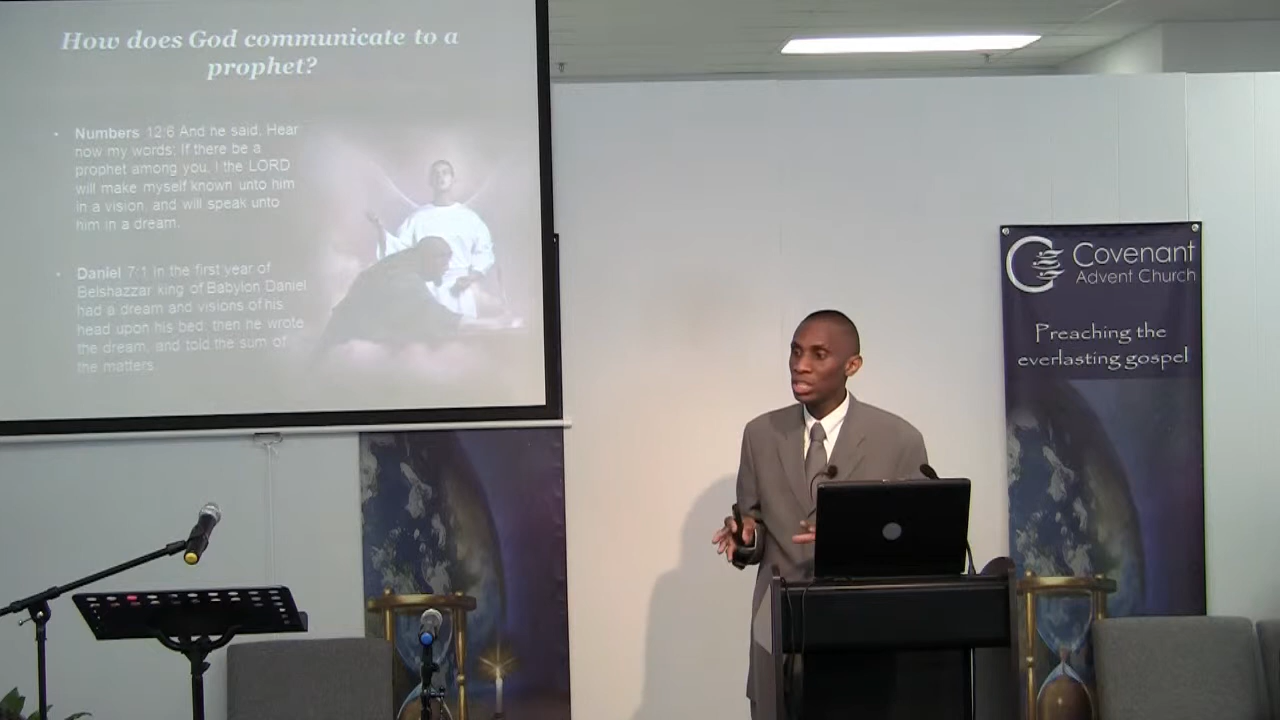 How does God communicate to a
prophet?
• Numbers 12:6 And he said, Hear
now my words: If there be a
prophet among you, I the LORD
will make myself known unto him
in a vision, and will speak unto
him in a dream.
• Daniel 7:1 In the first year of
Belshazzar king of Babylon Daniel
had a dream and visions of his
head upon his bed: then he wrote
the dream, and told the sum of
the matters
Covenant
Advent Church
Preaching the
everlasting gospel